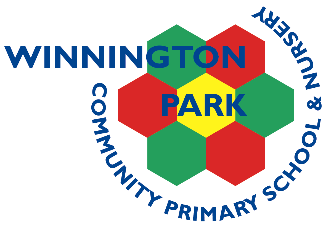 WINNINGTON
PARK
COMMUNITY PRIMARY SCHOOL & NURSERY